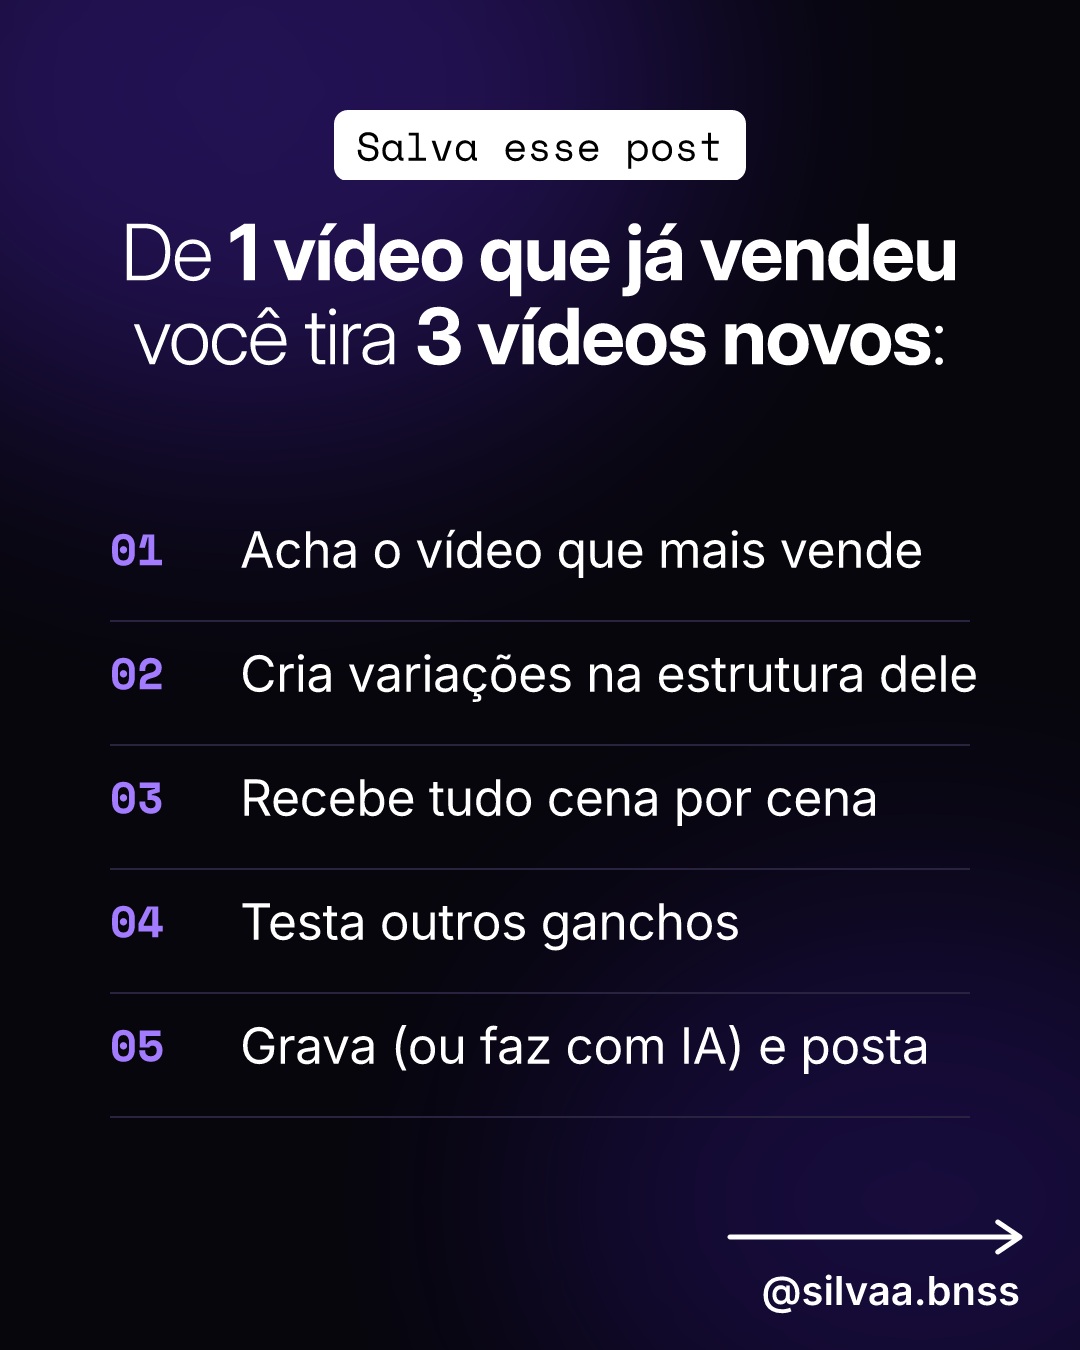 Salva esse post
De 1 vídeo que já vendeu
você tira 3 vídeos novos:
01 Acha o vídeo que mais vende
02 Cria variações na estrutura dele
03 Recebe tudo cena por cena
04 Testa outros ganchos
05 Grava (ou faz com IA) e posta
@silvaa.bnss